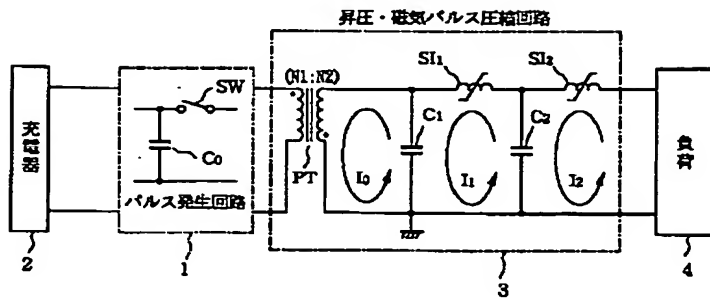 昇圧・磁気パルス圧縮回路
(N1:N2)
SI1
SI2
SW
C0
C1
C2
充電器
PT
I0
I1
I2
負荷
パルス発生回路
2
1
3
4